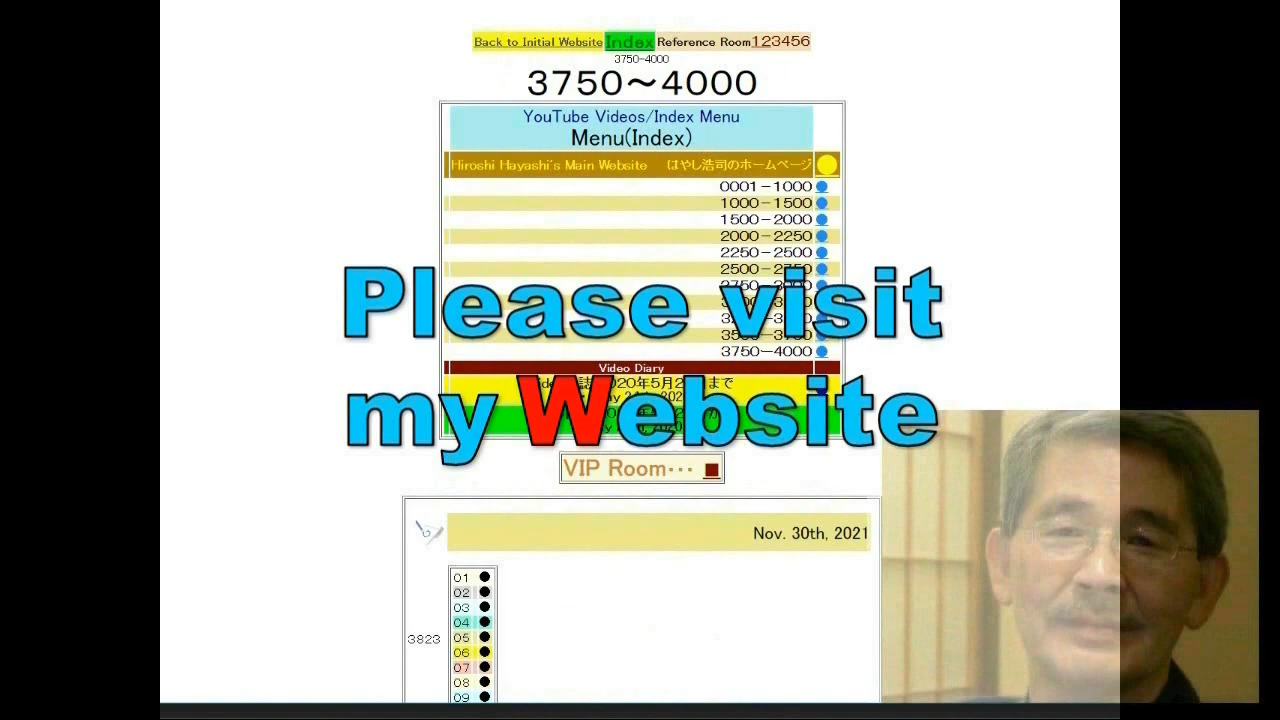 Back to Initial Website Index Reference Room123456
3750-4000
3750～4000
YouTube Videos/Index Menu
Menu(Index)
Hiroshi Hayashi's Main Website はやし浩司のホームページ
0001－1000
1000－1500
1500－2000
2000－2250
2250－2500
2500－2750
3750－4000
Please visit
my Website
Video Diary
VIP Room･･･
Nov. 30th, 2021
3823
01
02
03
04
05
06
07
08
09